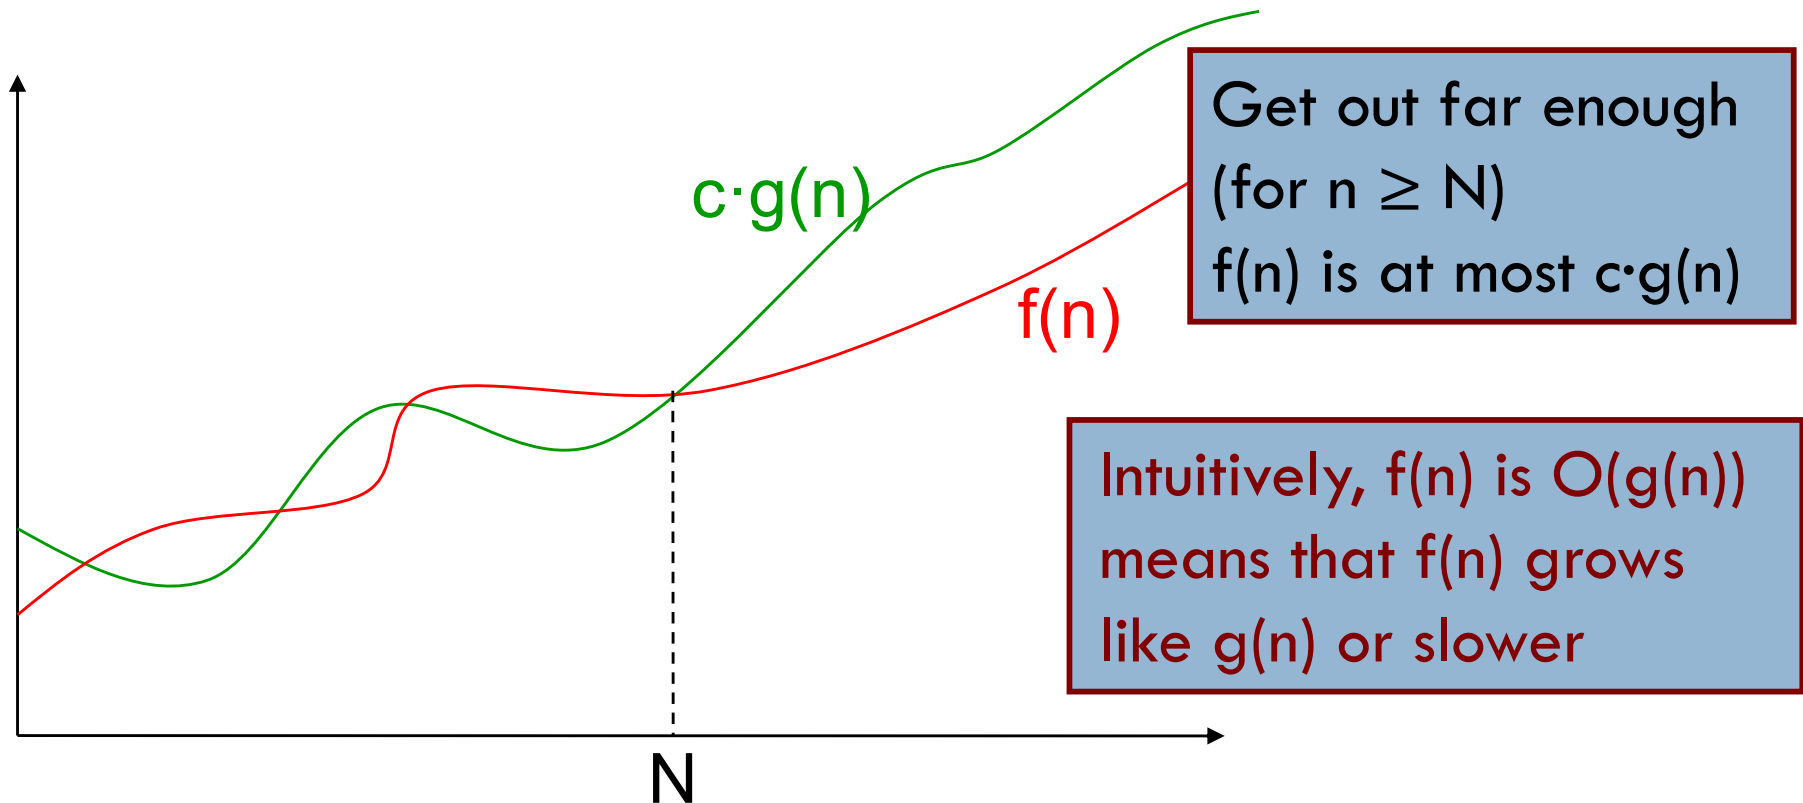 c·g(n)
f(n)
N
Get out far enough
(for n ≥ N)
f(n) is at most c·g(n)
Intuitively, f(n) is O(g(n))
means that f(n) grows
like g(n) or slower